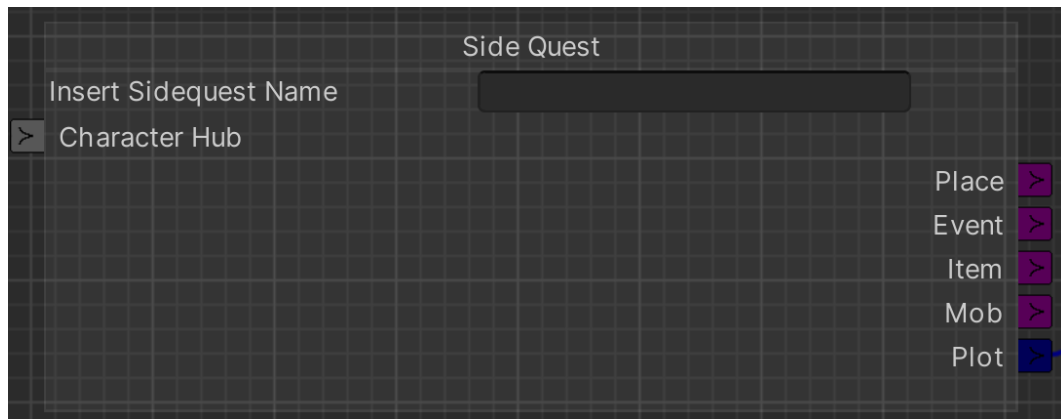 Side Quest
Insert Sidequest Name
Character Hub
Place
Event
Item
Mob
Plot